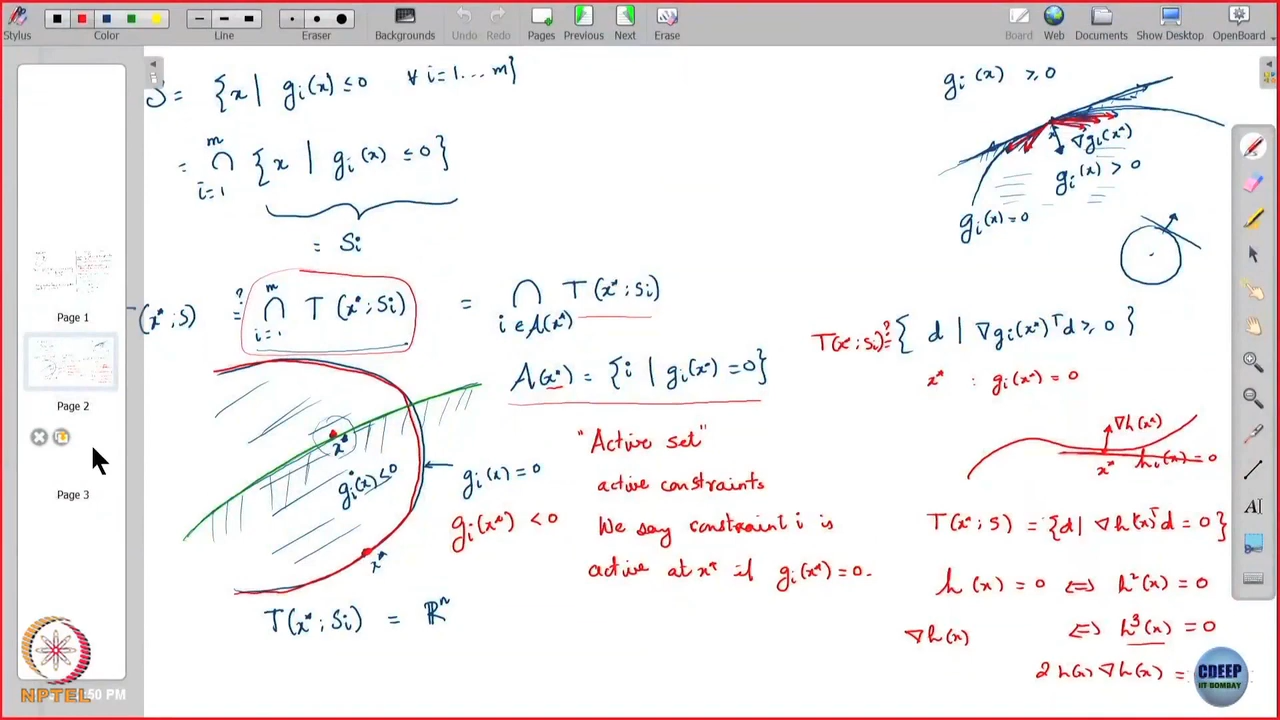 Stylus
Color
Line
Eraser
Backgrounds
Undo
Redo
Pages
Previous
Next
Erase
Board
Web
Documents
Show Desktop
OpenBoard
Page 1
Page 2
Page 3
S = {x | gi(x) ≤ 0 ∀ i = 1 ... m}
= ∩ i=1 m {x | gi(x) ≤ 0}
= Si
T(x*; S) ?= ∩ i=1 m T(x*; Si) = ∩ i∈A(x*) T(x*; Si)
A(x*) = {i | gi(x*) = 0}
"Active set"
active constraints
We say constraint i is
active at x* if gi(x*) = 0.
x*
gi(x) ≤ 0
gi(x) = 0
gi(x*) < 0
x*
T(x*; Si) = ℝⁿ
gi(x) ≥ 0
x*
∇gi(x*)
gi(x) > 0
gi(x) = 0
T(x*; Si) ?= {d | ∇gi(x*)ᵀd ≥ 0}
x* : gi(x*) = 0
∇h(x*)
x*
hi(x) = 0
T(x*; S) = {d | ∇h(x*)ᵀd = 0}
h(x) = 0 ⇔ h²(x) = 0
∇h(x) ⇔ h³(x) = 0
2 h(x) ∇h(x) =
NPTEL
:50 PM
CDEEP
IIT BOMBAY